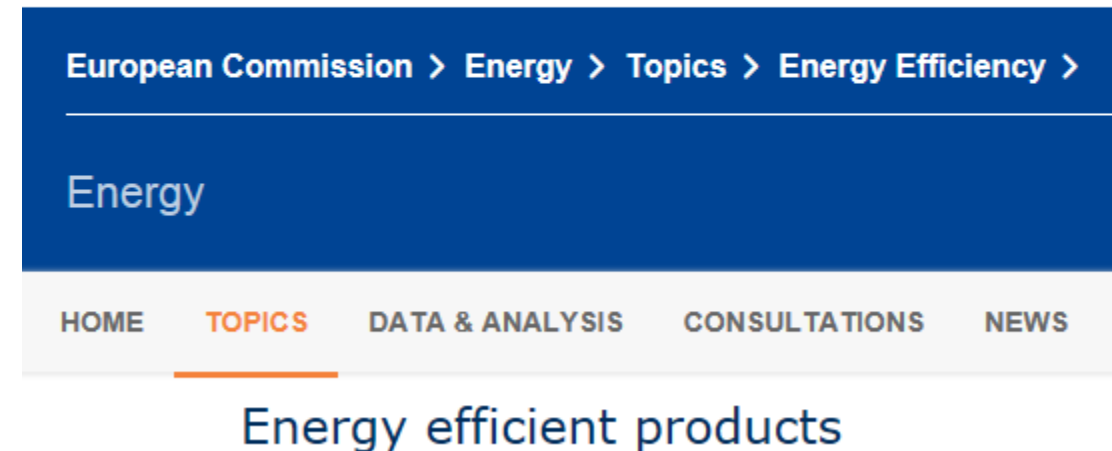 European Commission > Energy > Topics > Energy Efficiency >
Energy
HOME TOPICS DATA & ANALYSIS CONSULTATIONS NEWS
Energy efficient products